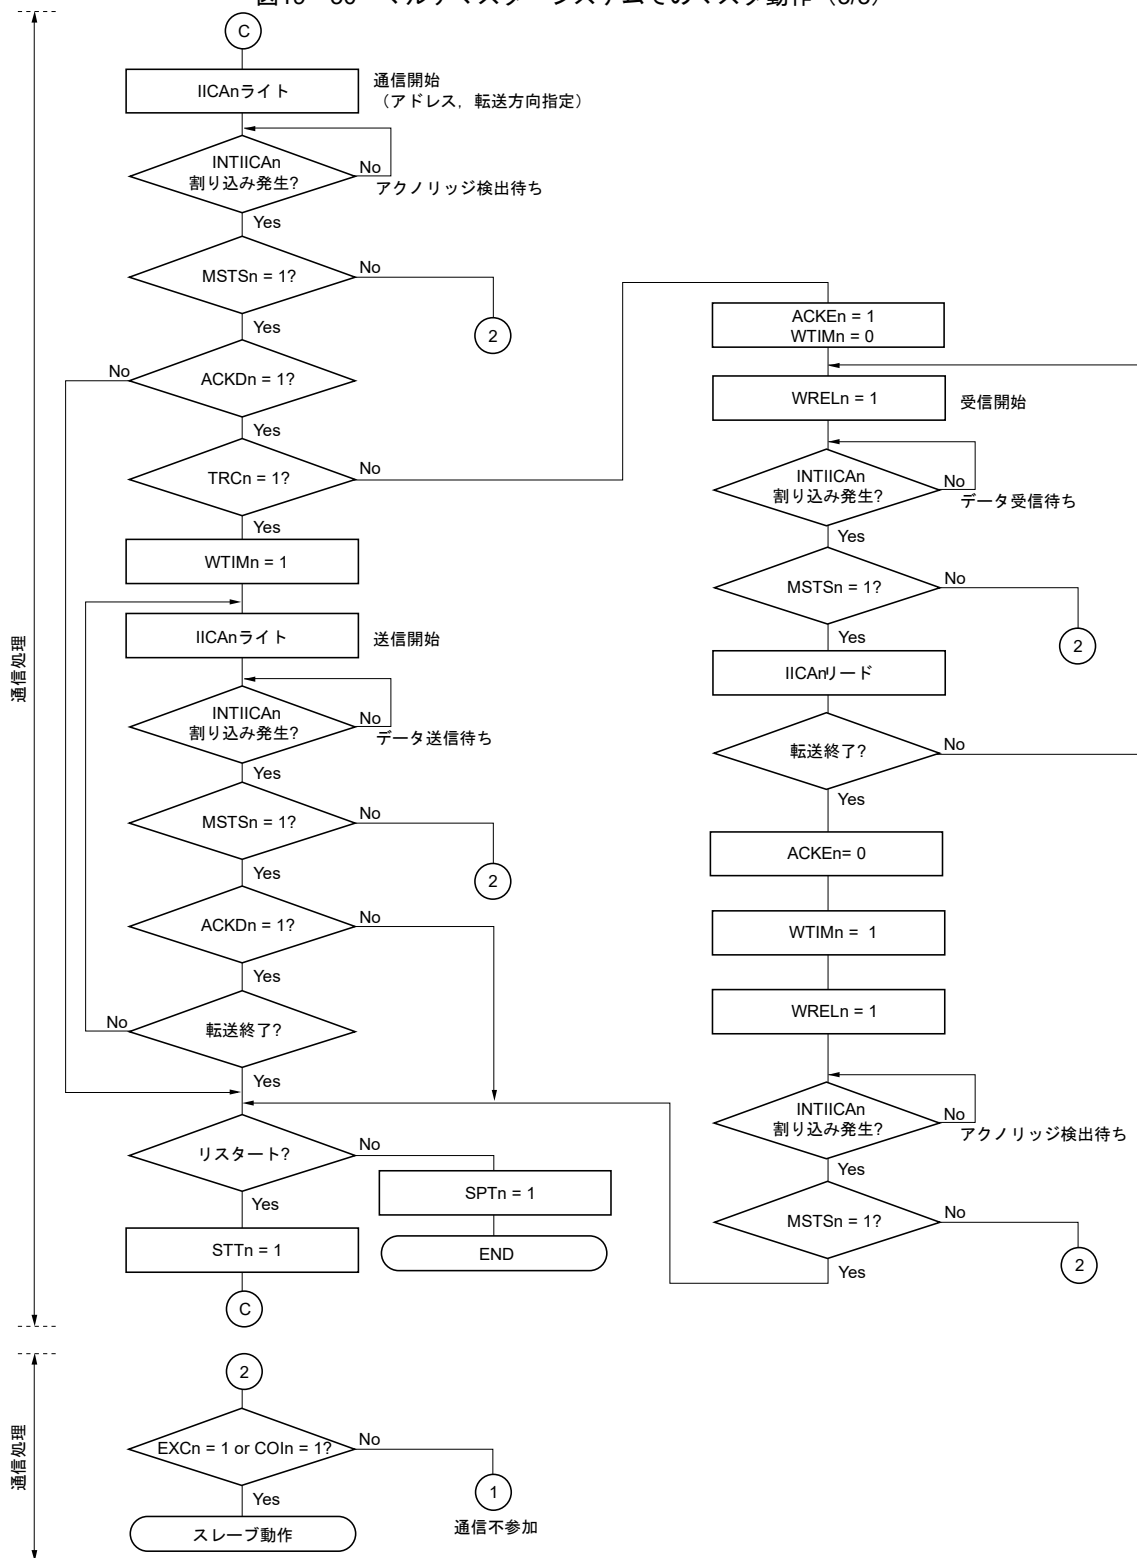 C
IICAnライト
通信開始
（アドレス，転送方向指定）
INTIICAn
割り込み発生?
No
アクノリッジ検出待ち
Yes
MSTSn = 1?
No
2
Yes
ACKDn = 1?
No
Yes
TRCn = 1?
No
Yes
WTIMn = 1
IICAnライト
送信開始
INTIICAn
割り込み発生?
No
データ送信待ち
Yes
MSTSn = 1?
No
2
Yes
ACKDn = 1?
No
Yes
転送終了?
No
Yes
リスタート?
No
Yes
SPTn = 1
END
STTn = 1
C
ACKEn = 1
WTIMn = 0
WRELn = 1
受信開始
INTIICAn
割り込み発生?
No
データ受信待ち
Yes
MSTSn = 1?
No
2
Yes
IICAnリード
転送終了?
No
Yes
ACKEn= 0
WTIMn = 1
WRELn = 1
INTIICAn
割り込み発生?
No
アクノリッジ検出待ち
Yes
MSTSn = 1?
No
2
Yes
通信処理
2
EXCn = 1 or COIn = 1?
No
1
通信不参加
Yes
スレーブ動作
通信処理